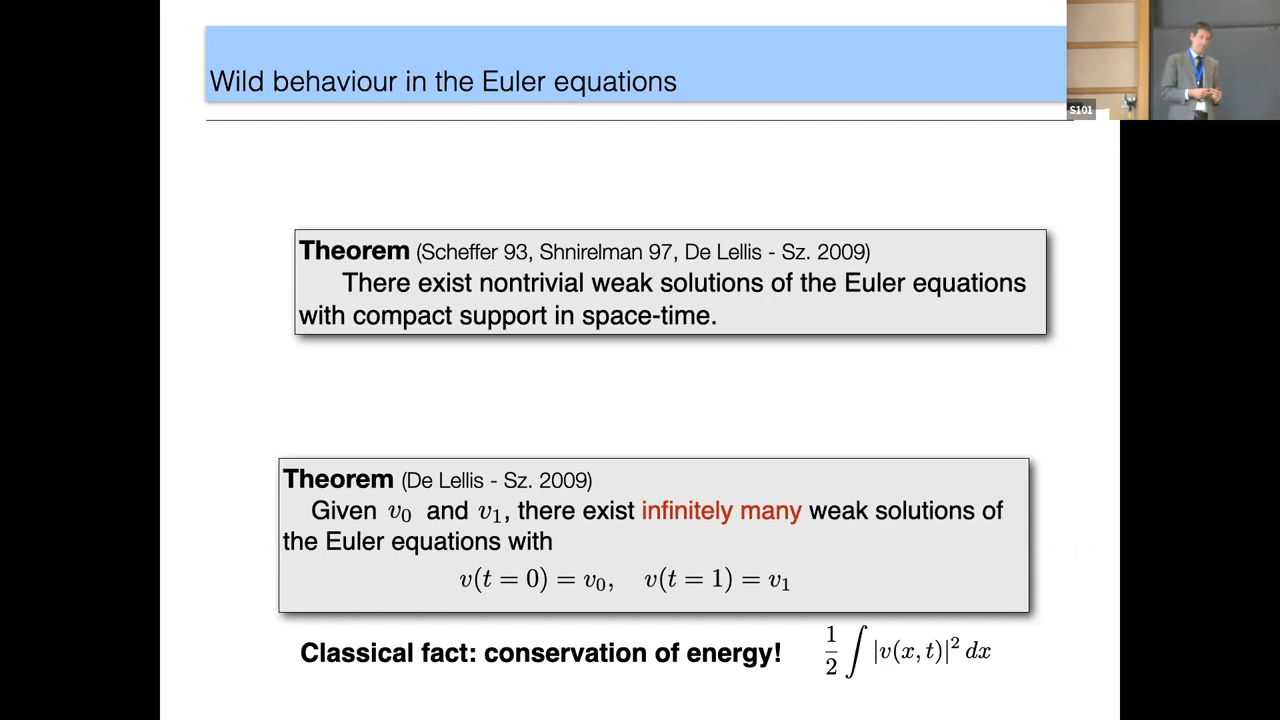 Wild behaviour in the Euler equations
S101
Theorem (Scheffer 93, Shnirelman 97, De Lellis - Sz. 2009)
There exist nontrivial weak solutions of the Euler equations
with compact support in space-time.
Theorem (De Lellis - Sz. 2009)
Given v₀ and v₁, there exist infinitely many weak solutions of
the Euler equations with
v(t = 0) = v₀, v(t = 1) = v₁
Classical fact: conservation of energy! 1/2 ∫ |v(x, t)|² dx